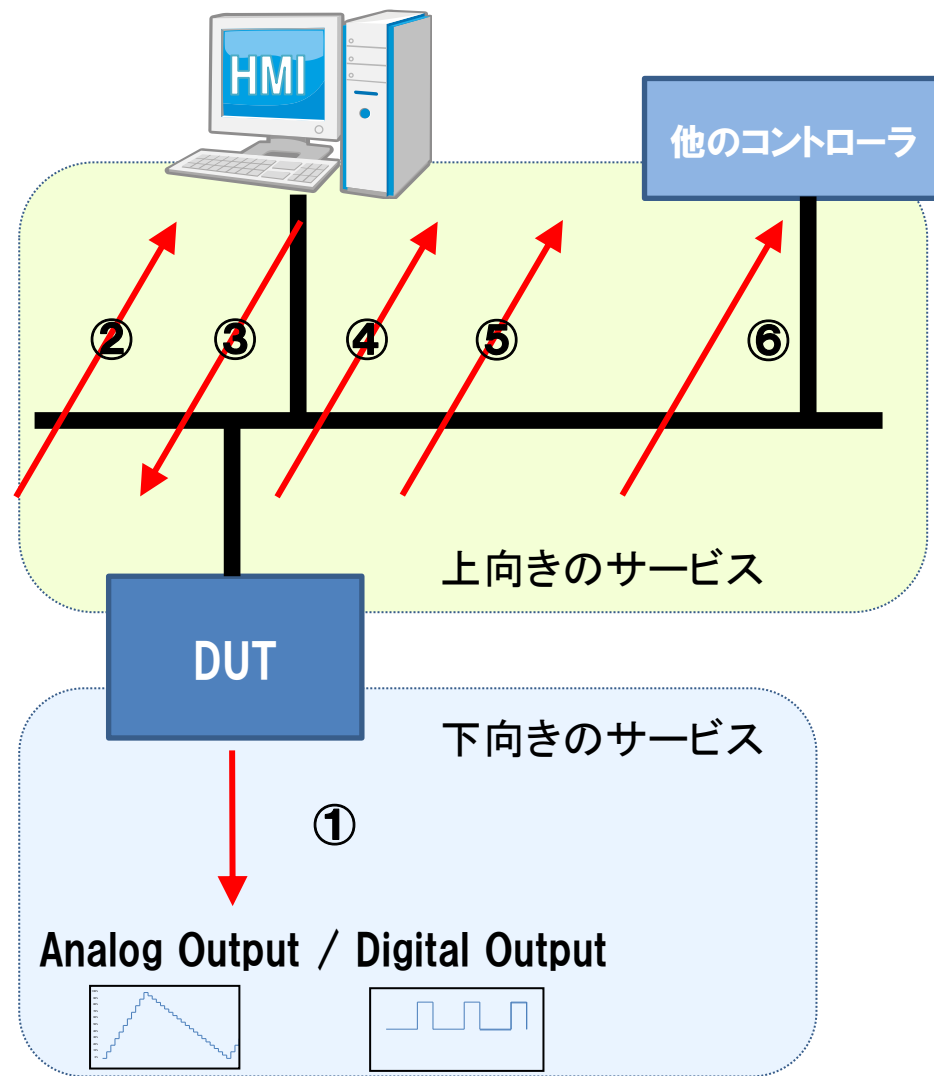 HMI
他のコントローラ
② ③ ④ ⑤ ⑥
上向きのサービス
DUT
下向きのサービス
①
Analog Output / Digital Output